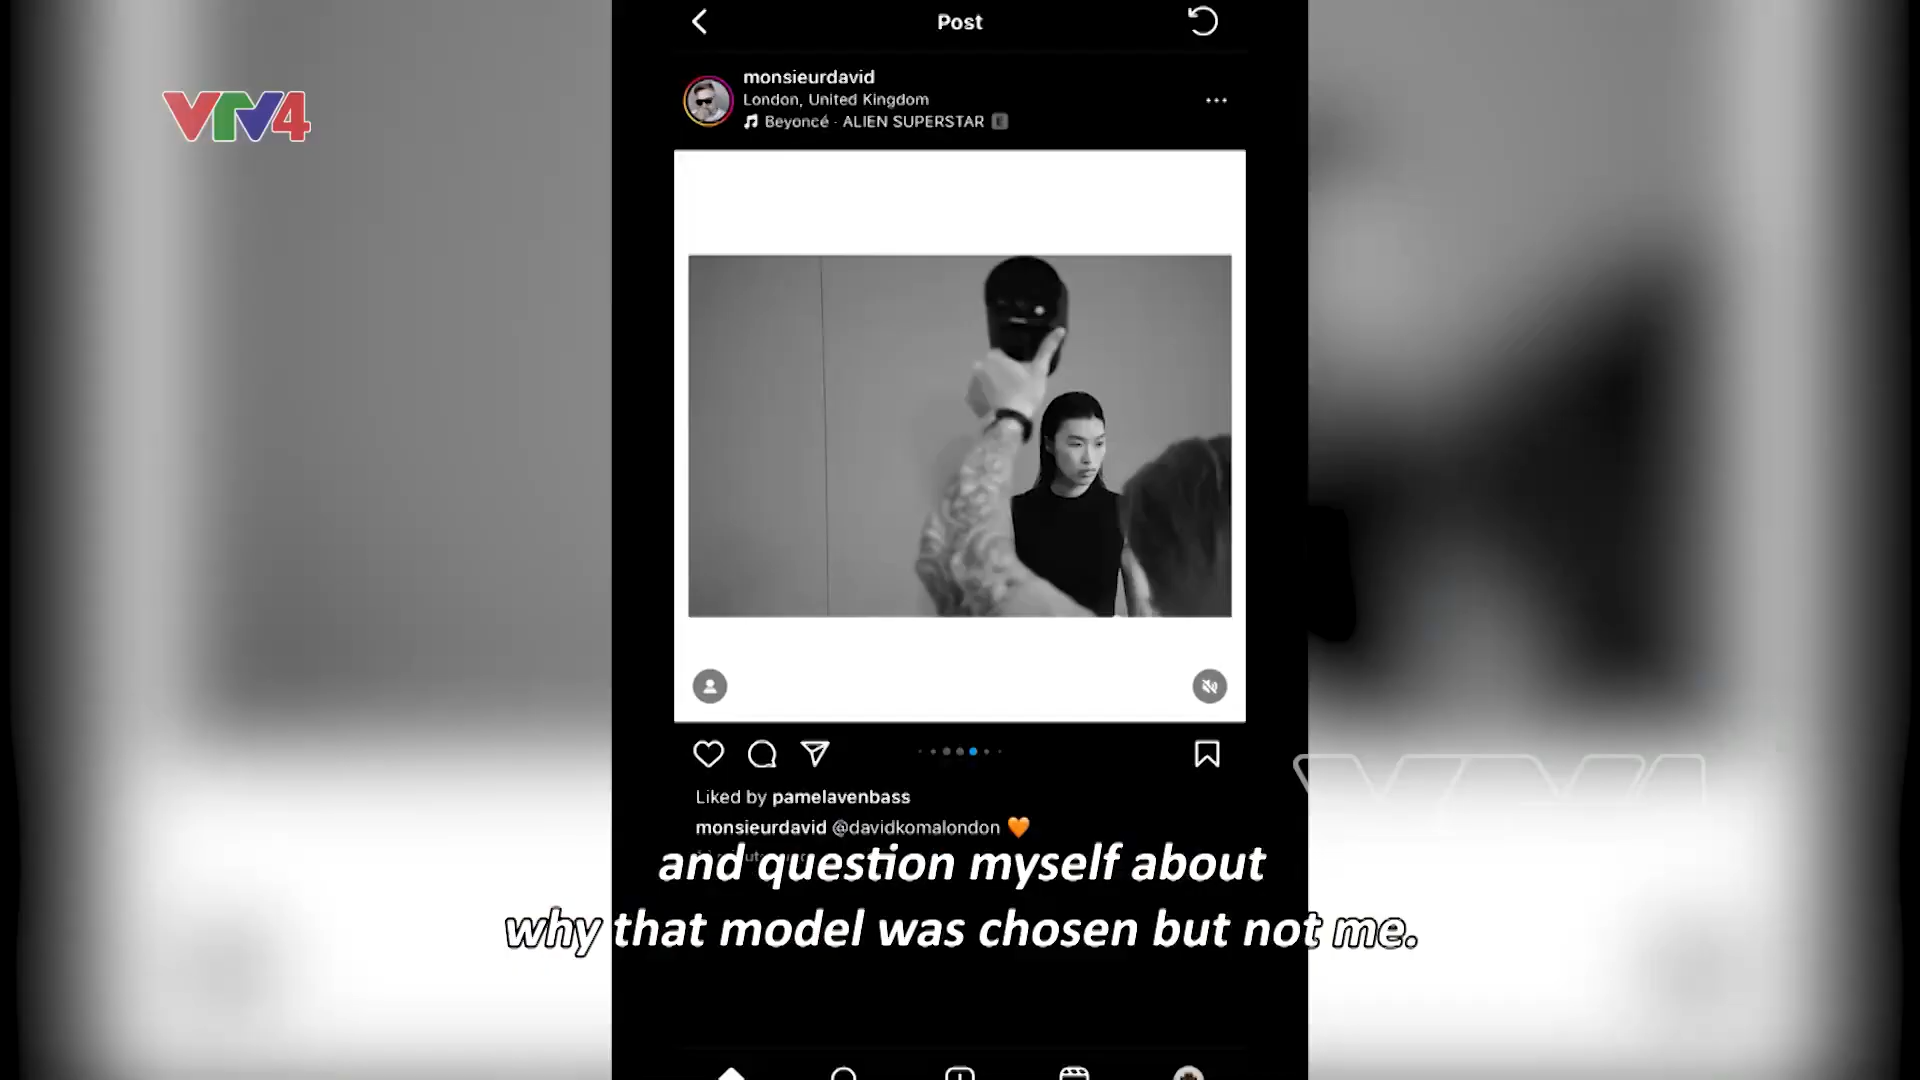 Post
VTV4
monsieurdavid
London, United Kingdom
Beyoncé · ALIEN SUPERSTAR E
Liked by pamelavenbass
monsieurdavid @davidkomalondon 🧡
and question myself about
why that model was chosen but not me.
VTV4